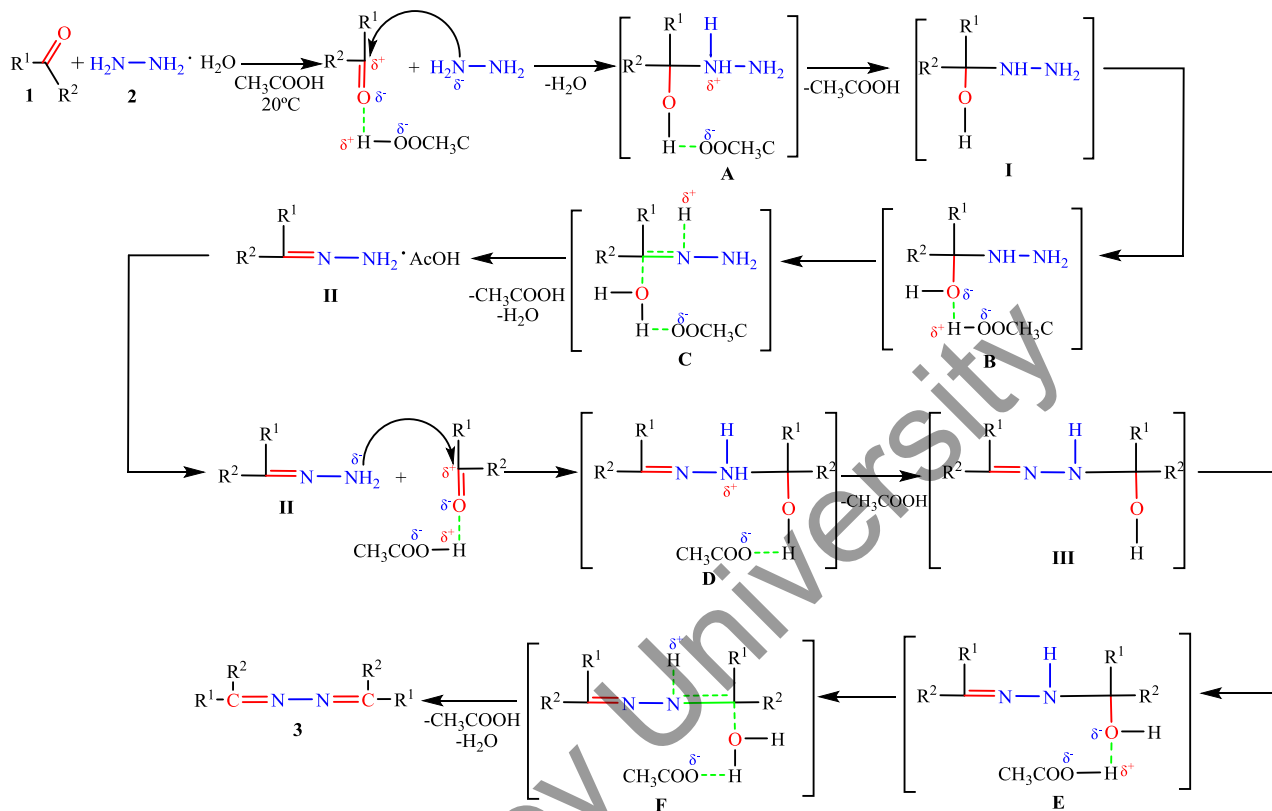 R¹ O R² 1 + H₂N—NH₂· H₂O 2
CH₃COOH
20ºC
R¹ R² δ⁺ O δ⁻ δ⁺ H—OOCH₃C δ⁻
+ H₂N—NH₂ δ⁻
-H₂O
R¹ H R² NH—NH₂ δ⁺ O H δ⁻ OOCH₃C
A
-CH₃COOH
R¹ R² NH—NH₂ O H
I
R¹ R² N—NH₂· AcOH
II
-CH₃COOH
-H₂O
R¹ δ⁺ H R² N—NH₂ H—O H δ⁻ OOCH₃C
C
R¹ R² NH—NH₂ H—O δ⁻ δ⁺ H—OOCH₃C δ⁻
B
R¹ R² N—NH₂ δ⁻
II
+
R¹ δ⁺ R² δ⁻ O δ⁻ δ⁺ CH₃COO—H
R¹ H R¹ R² N—NH δ⁺ R² O δ⁻ CH₃COO H
D
-CH₃COOH
R¹ H R¹ R² N—N R² O H
III
R² R² R¹ C N—N C R¹
3
-CH₃COOH
-H₂O
R¹ δ⁺ H R¹ R² N—N R² O—H δ⁻ CH₃COO H
F
R¹ H R¹ R² N—N R² δ⁻ O—H δ⁻ CH₃COO—H δ⁺
E
University